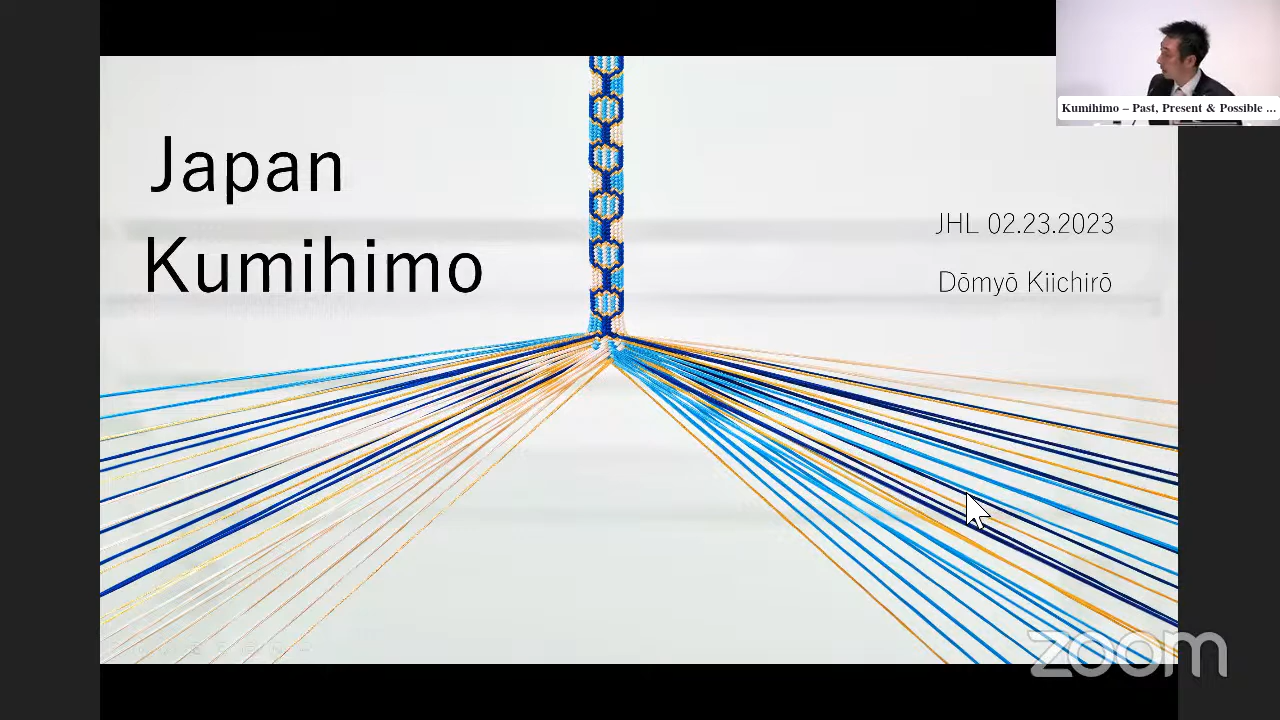 Japan
Kumihimo
JHL 02.23.2023
Dōmyō Kiichirō
Kumihimo – Past, Present & Possible ...
zoom